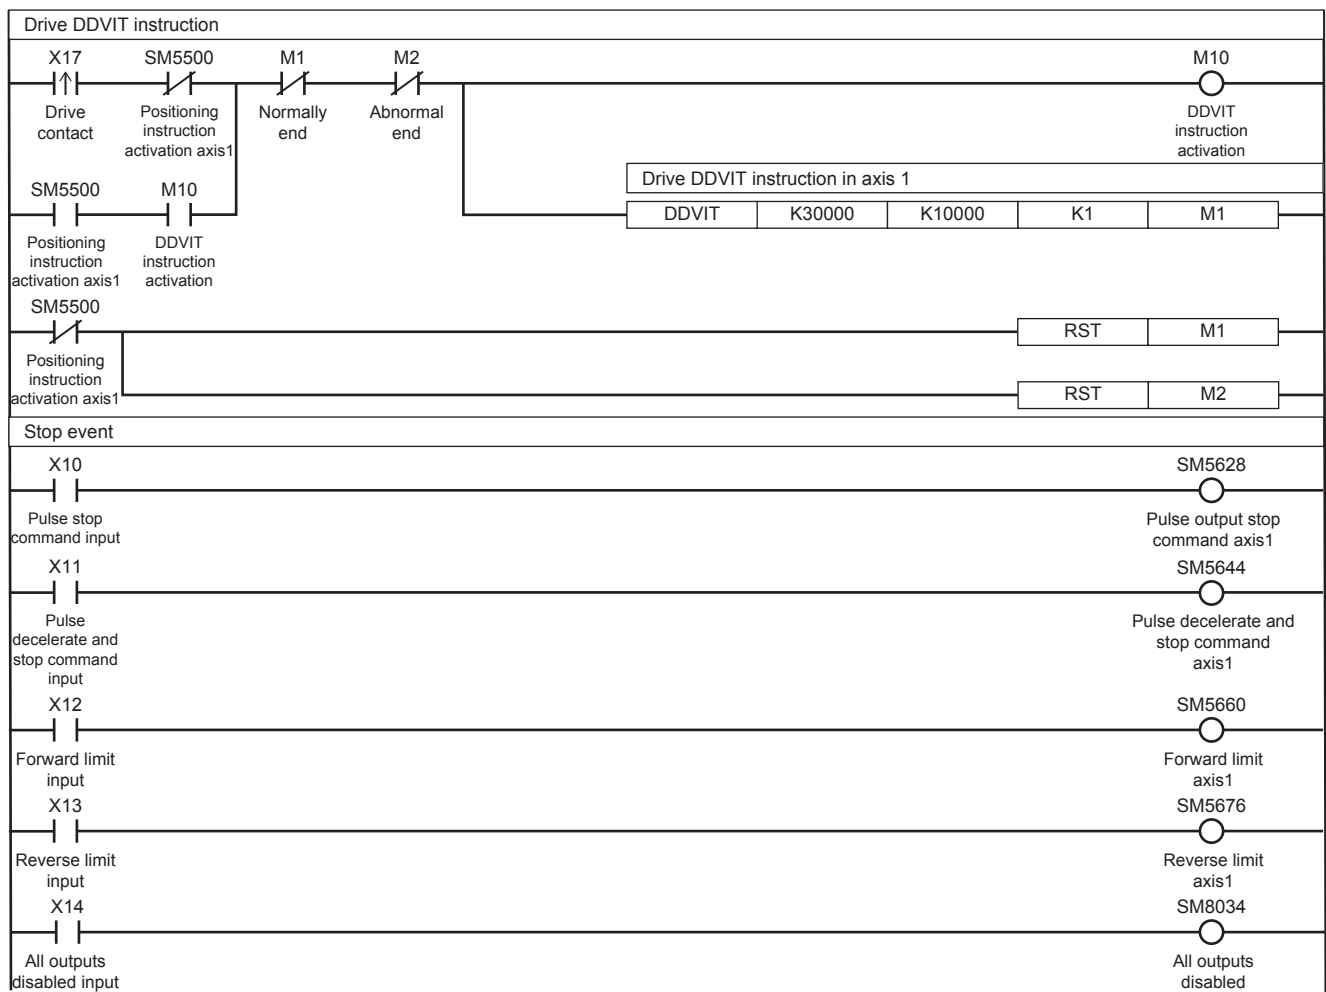 Drive DDVIT instruction
X17 SM5500 M1 M2 M10
Drive contact
Positioning instruction activation axis1
Normally end
Abnormal end
DDVIT instruction activation
Drive DDVIT instruction in axis 1
SM5500 M10
DDVIT K30000 K10000 K1 M1
Positioning instruction activation axis1
DDVIT instruction activation
SM5500
RST M1
Positioning instruction activation axis1
RST M2
Stop event
X10 SM5628
Pulse stop command input
Pulse output stop command axis1
X11 SM5644
Pulse decelerate and stop command input
Pulse decelerate and stop command axis1
X12 SM5660
Forward limit input
Forward limit axis1
X13 SM5676
Reverse limit input
Reverse limit axis1
X14 SM8034
All outputs disabled input
All outputs disabled